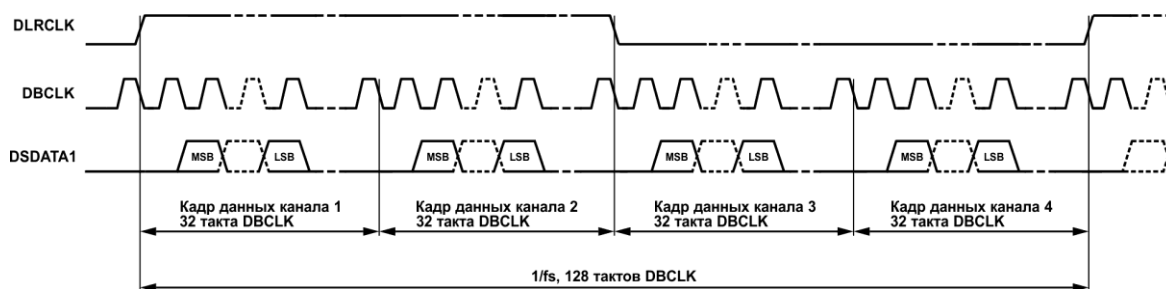 DLRCLK
DBCLK
DSDATA1
MSB LSB MSB LSB MSB LSB MSB LSB
Кадр данных канала 1
32 такта DBCLK
Кадр данных канала 2
32 такта DBCLK
Кадр данных канала 3
32 такта DBCLK
Кадр данных канала 4
32 такта DBCLK
1/fs, 128 тактов DBCLK